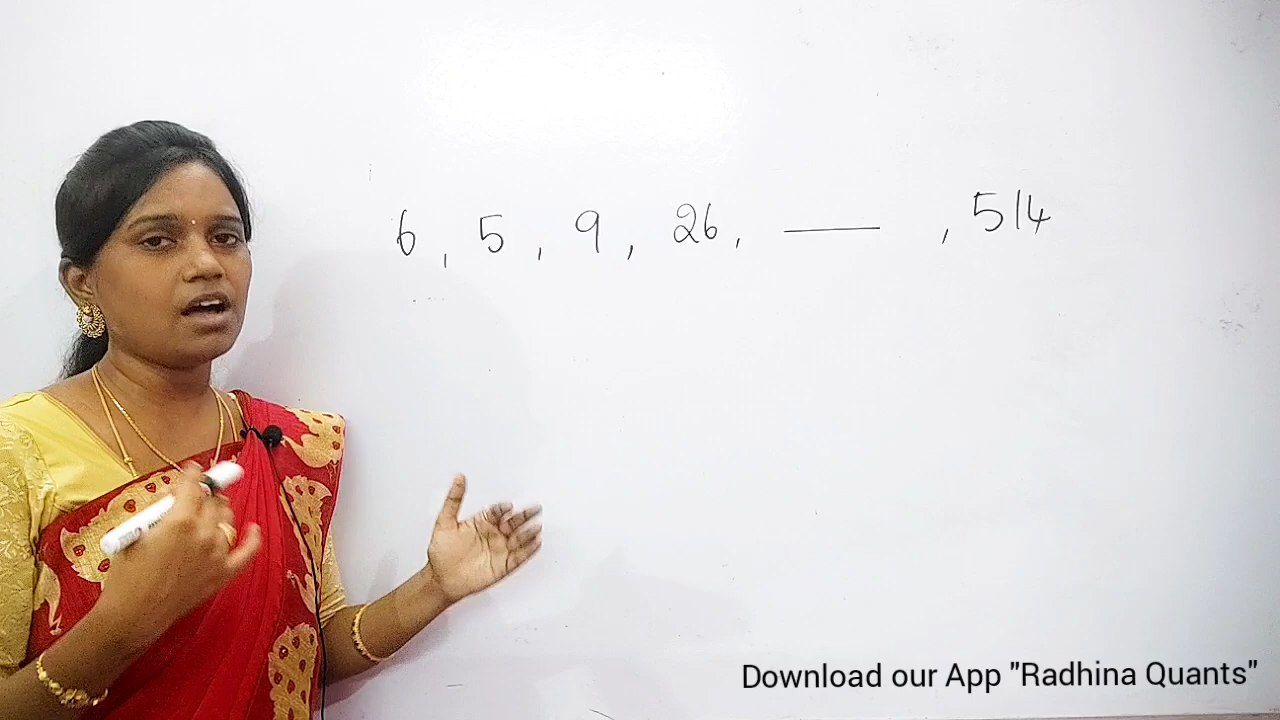 6, 5, 9, 26, ____, 514
Download our App "Radhina Quants"